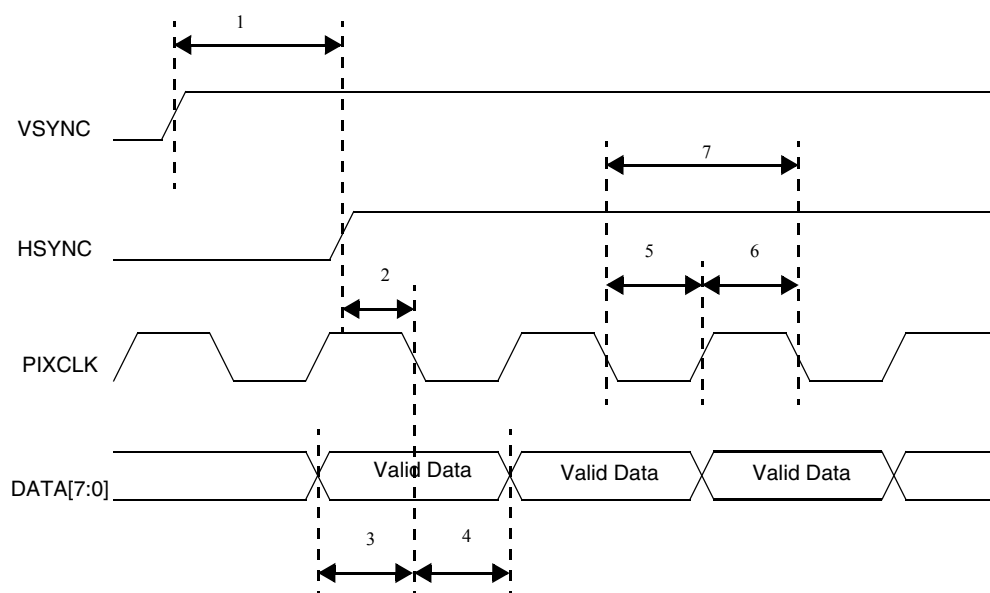 1
VSYNC
7
HSYNC
2
5
6
PIXCLK
DATA[7:0]
Valid Data
Valid Data
Valid Data
3
4